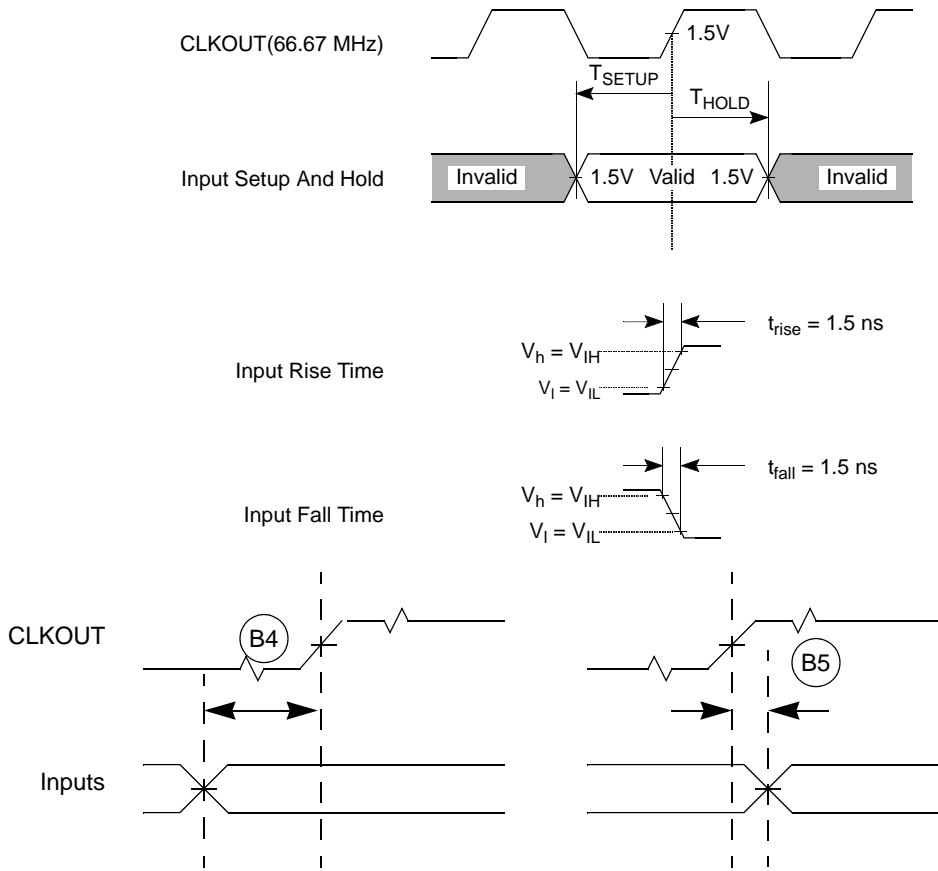 CLKOUT(66.67 MHz)
1.5V
TSETUP
THOLD
Input Setup And Hold
Invalid
1.5V Valid 1.5V
Invalid
trise = 1.5 ns
Vh = VIH
Input Rise Time
Vl = VIL
tfall = 1.5 ns
Vh = VIH
Input Fall Time
Vl = VIL
CLKOUT
B4
B5
Inputs